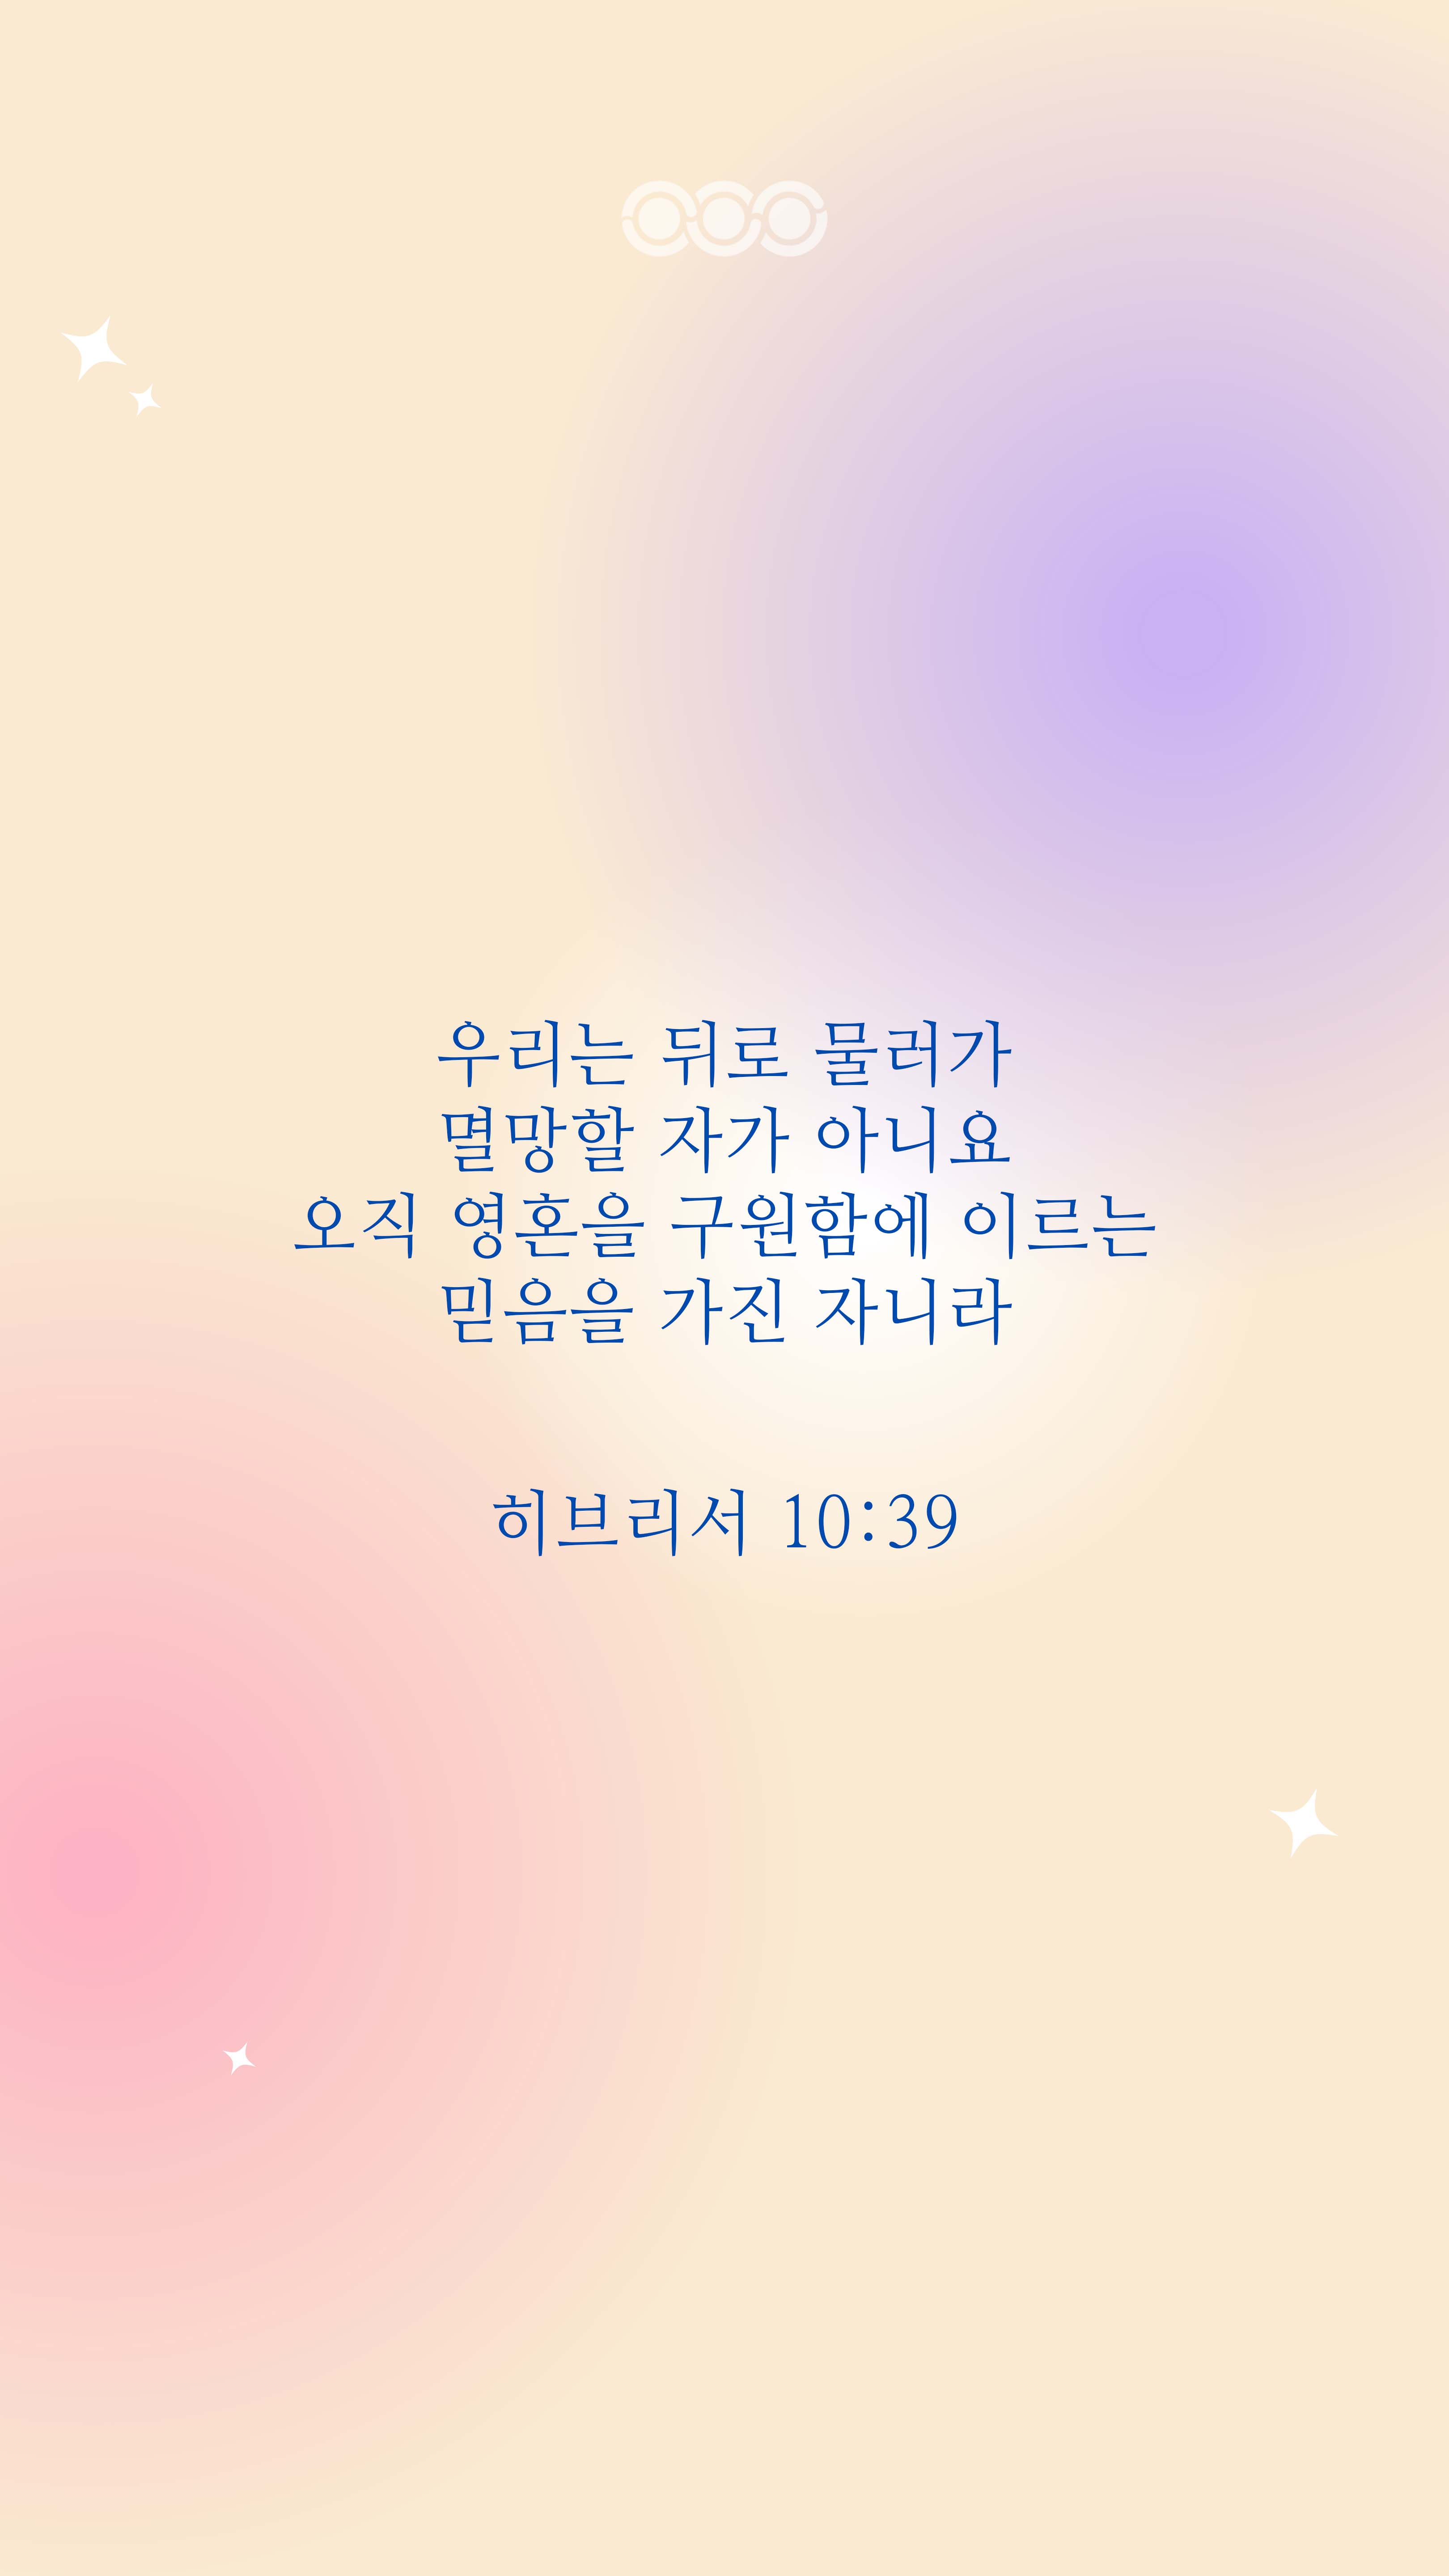 우리는 뒤로 물러가
멸망할 자가 아니요
오직 영혼을 구원함에 이르는
믿음을 가진 자니라
히브리서 10:39